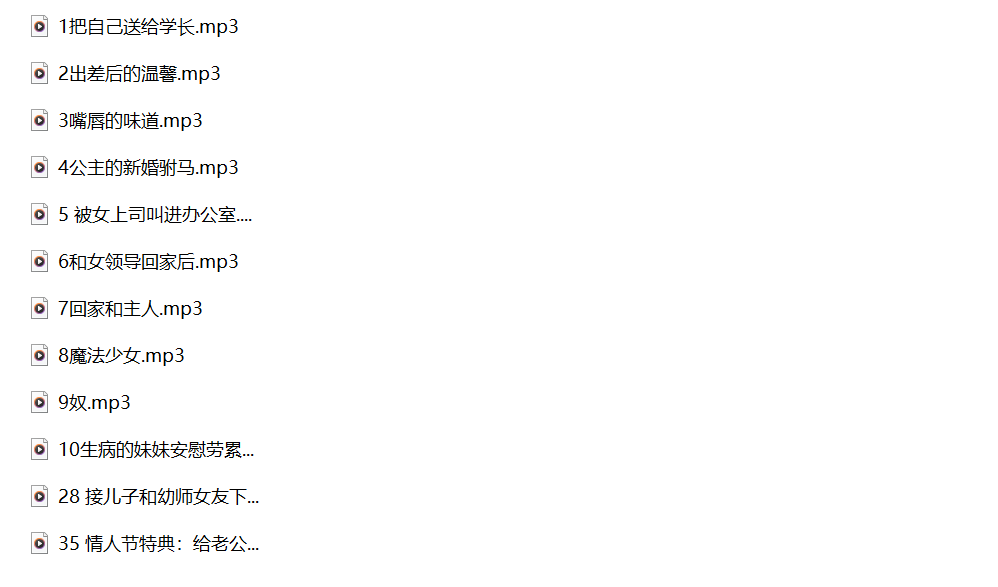 1把自己送给学长.mp3
2出差后的温馨.mp3
3嘴唇的味道.mp3
4公主的新婚驸马.mp3
5 被女上司叫进办公室....
6和女领导回家后.mp3
7回家和主人.mp3
8魔法少女.mp3
9奴.mp3
10生病的妹妹安慰劳累...
28 接儿子和幼师女友下...
35 情人节特典：给老公...